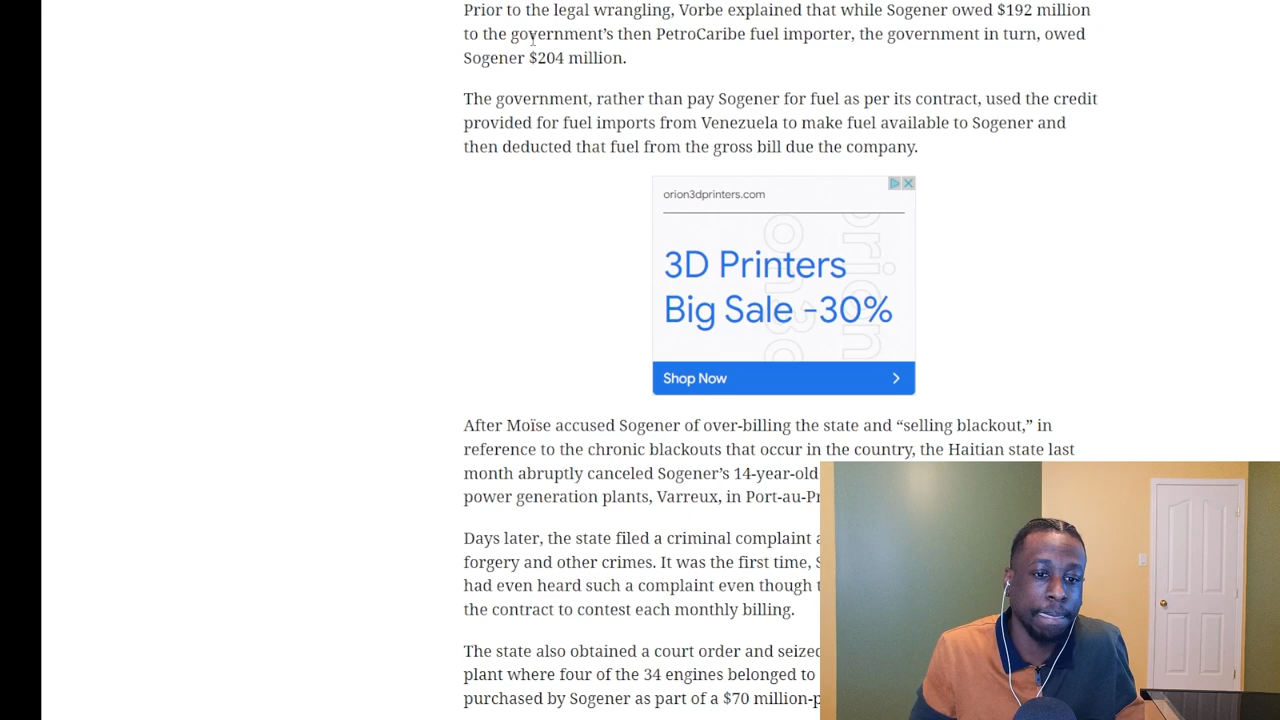 Prior to the legal wrangling, Vorbe explained that while Sogener owed $192 million
to the government’s then PetroCaribe fuel importer, the government in turn, owed
Sogener $204 million.
The government, rather than pay Sogener for fuel as per its contract, used the credit
provided for fuel imports from Venezuela to make fuel available to Sogener and
then deducted that fuel from the gross bill due the company.
orion3dprinters.com
3D Printers
Big Sale -30%
Shop Now
After Moïse accused Sogener of over-billing the state and “selling blackout,” in
reference to the chronic blackouts that occur in the country, the Haitian state last
month abruptly canceled Sogener’s 14-year-old
power generation plants, Varreux, in Port-au-Pr
Days later, the state filed a criminal complaint
forgery and other crimes. It was the first time,
had even heard such a complaint even though
the contract to contest each monthly billing.
The state also obtained a court order and seized
plant where four of the 34 engines belonged to
purchased by Sogener as part of a $70 million-p